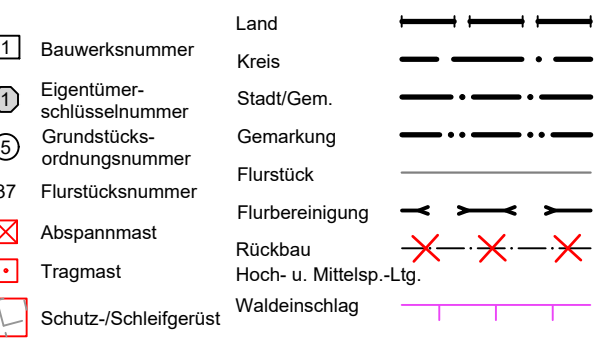 1 Bauwerksnummer
1 Eigentümer-
schlüsselnummer
5 Grundstücks-
ordnungsnummer
37 Flurstücksnummer
Abspannmast
Tragmast
Schutz-/Schleifgerüst
Land
Kreis
Stadt/Gem.
Gemarkung
Flurstück
Flurbereinigung
Rückbau
Hoch- u. Mittelsp.-Ltg.
Waldeinschlag